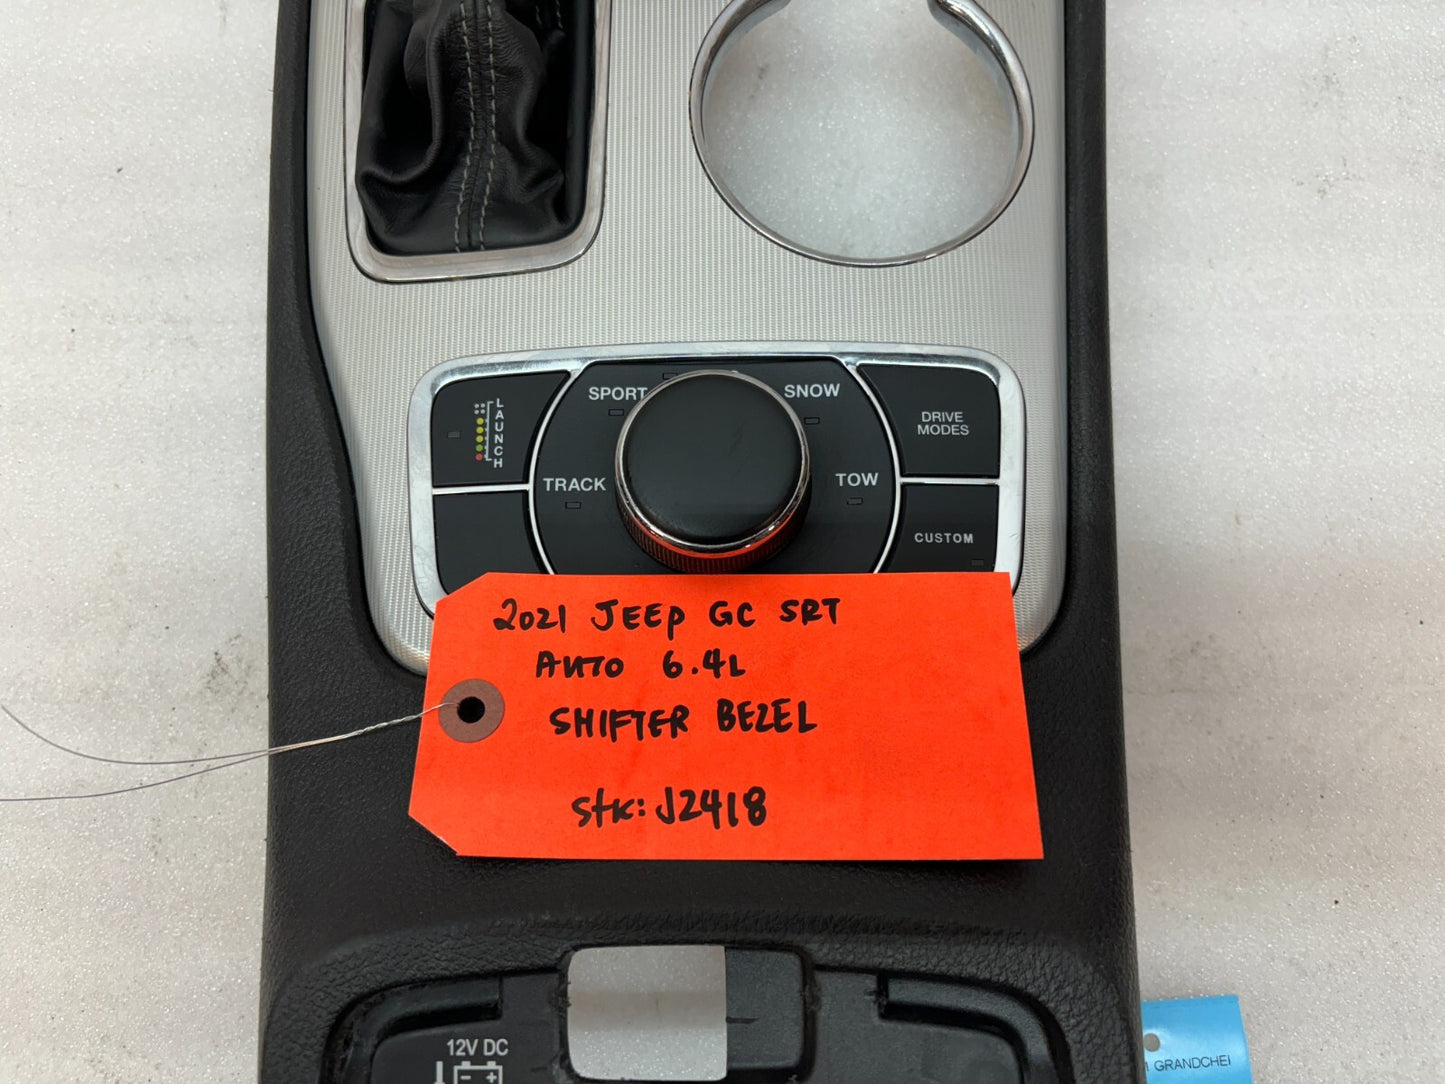 LAUNCH
SPORT
SNOW
DRIVE
MODES
TRACK
TOW
CUSTOM
2021 JEEP GC SRT
AUTO 6.4L
SHIFTER BEZEL
Stk: J2418
12V DC
GRANDCHE